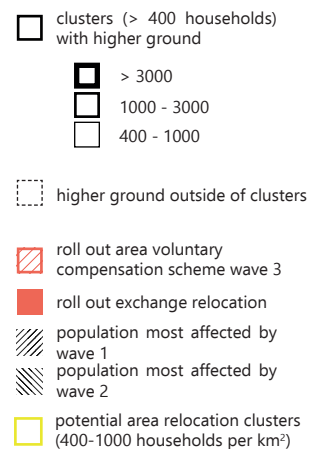 clusters (> 400 households)
with higher ground
> 3000
1000 - 3000
400 - 1000
higher ground outside of clusters
roll out area voluntary
compensation scheme wave 3
roll out exchange relocation
population most affected by
wave 1
population most affected by
wave 2
potential area relocation clusters
(400-1000 households per km²)